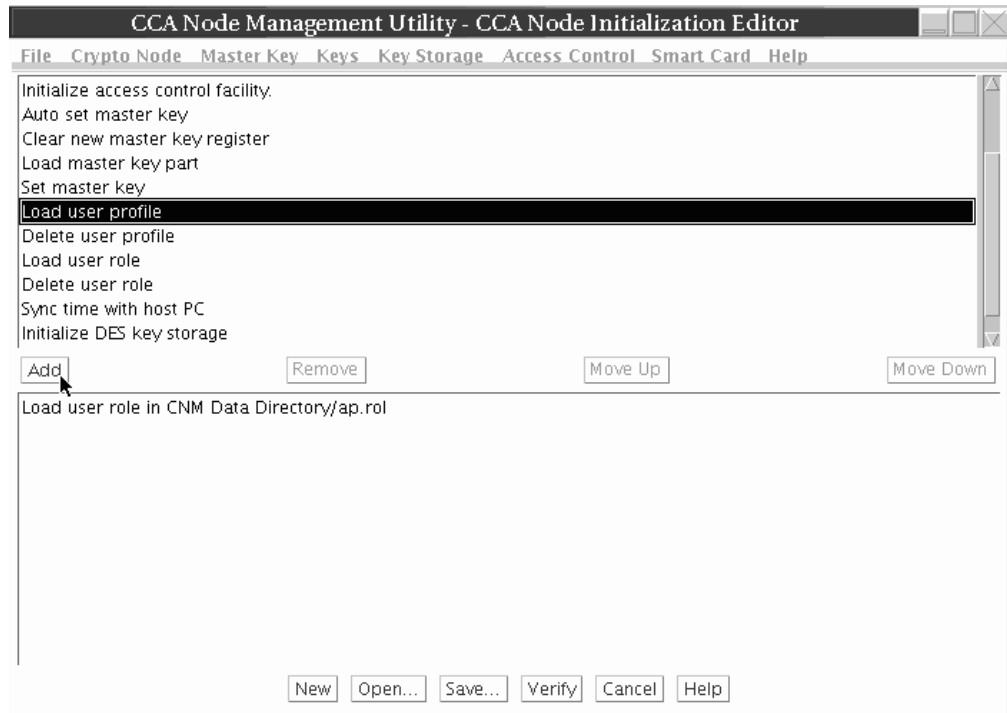 CCA Node Management Utility - CCA Node Initialization Editor
File Crypto Node Master Key Keys Key Storage Access Control Smart Card Help
Initialize access control facility.
Auto set master key
Clear new master key register
Load master key part
Set master key
Load user profile
Delete user profile
Load user role
Delete user role
Sync time with host PC
Initialize DES key storage
Add Remove Move Up Move Down
Load user role in CNM Data Directory/ap.rol
New Open... Save... Verify Cancel Help